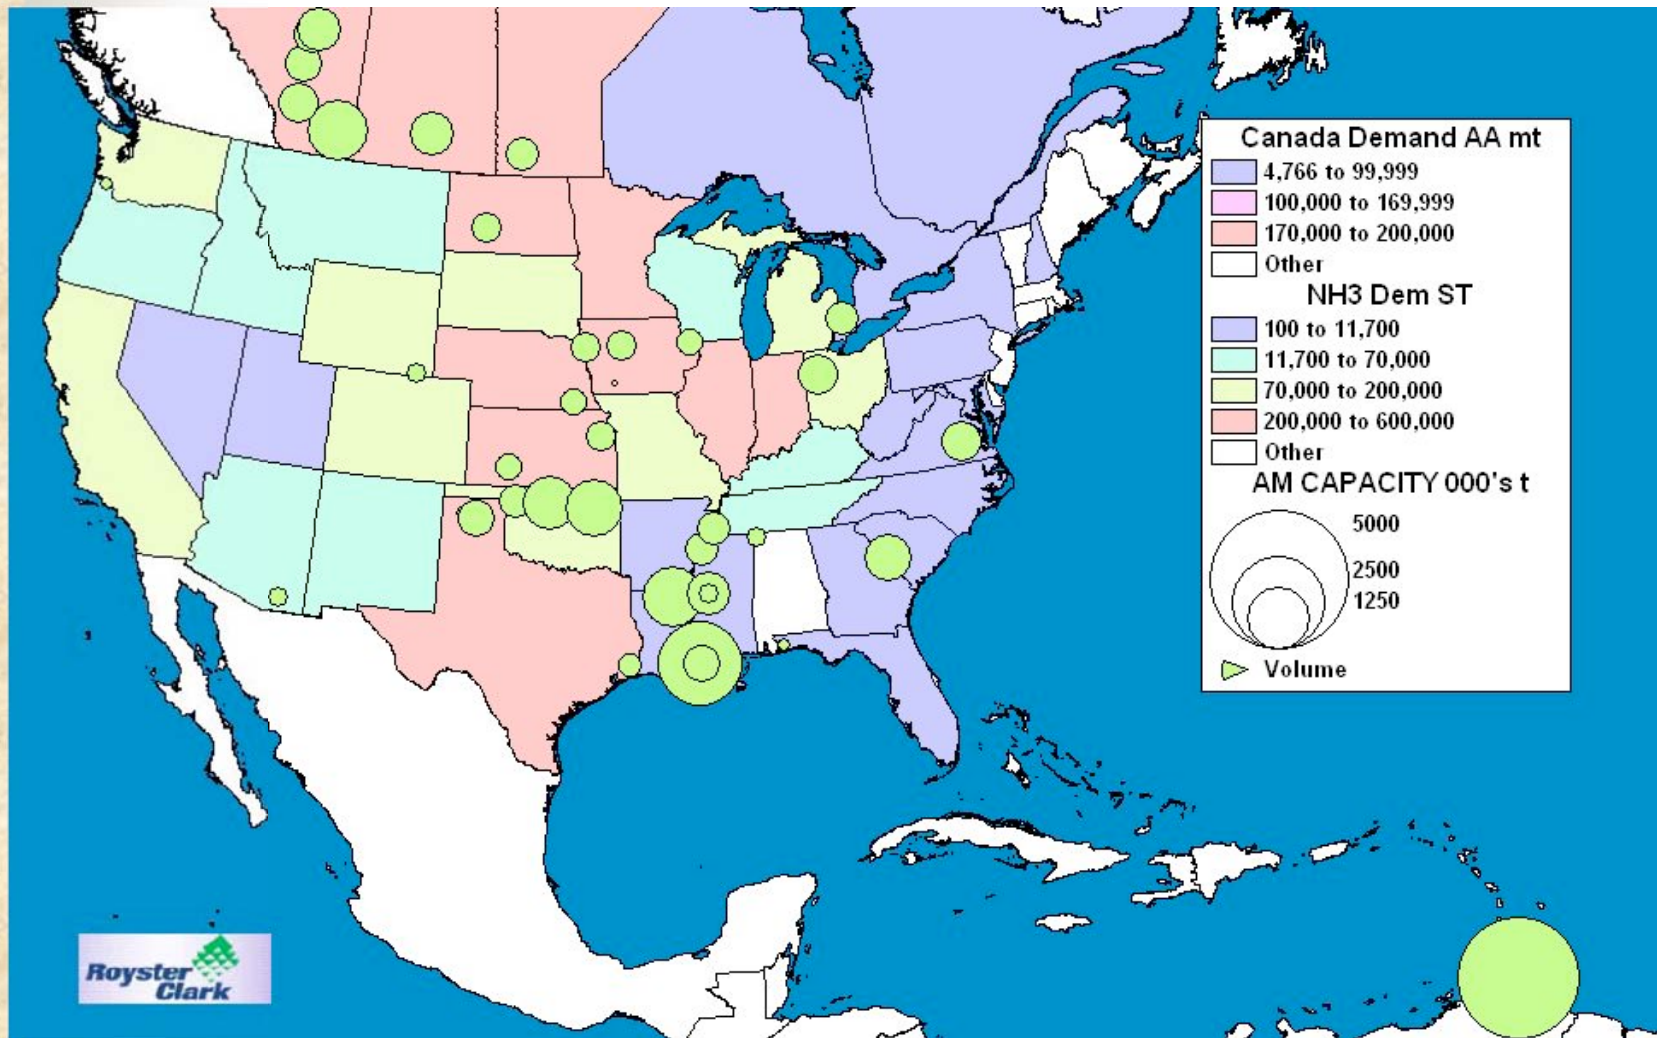 Canada Demand AA mt
4,766 to 99,999
100,000 to 169,999
170,000 to 200,000
Other
NH3 Dem ST
100 to 11,700
11,700 to 70,000
70,000 to 200,000
200,000 to 600,000
Other
AM CAPACITY 000's t
5000
2500
1250
Volume
Royster
Clark